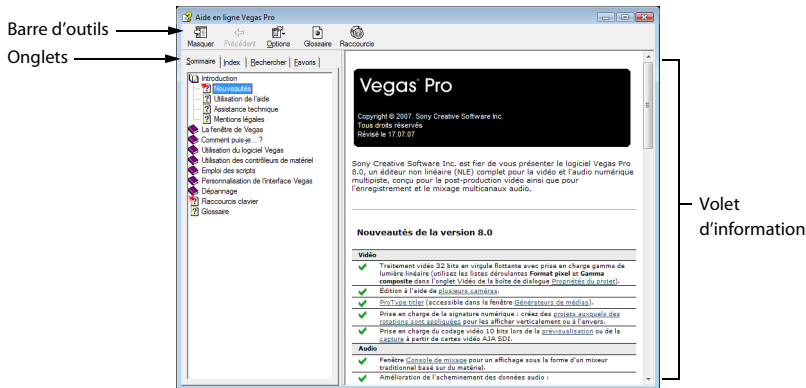 Aide en ligne Vegas Pro
Barre d'outils
Masquer Précédent Options Glossaire Raccourcis
Onglets
Sommaire Index Rechercher Favoris
Introduction
Nouveautés
Utilisation de l'aide
Assistance technique
Mentions légales
La fenêtre de Vegas
Comment puis-je... ?
Utilisation du logiciel Vegas
Utilisation des contrôleurs de matériel
Emploi des scripts
Personnalisation de l'interface Vegas
Dépannage
Raccourcis clavier
Glossaire
Vegas® Pro
Copyright © 2007. Sony Creative Software Inc.
Tous droits réservés
Révisé le 17.07.07
Sony Creative Software Inc. est fier de vous présenter le logiciel Vegas Pro
8.0, un éditeur non linéaire (NLE) complet pour la vidéo et l'audio numérique
multipiste, conçu pour la post-production vidéo ainsi que pour
l'enregistrement et le mixage multicanaux audio.
Nouveautés de la version 8.0
Vidéo
Traitement vidéo 32 bits en virgule flottante avec prise en charge gamma de
lumière linéaire (utilisez les listes déroulantes Format pixel et Gamma
composite dans l'onglet Vidéo de la boîte de dialogue Propriétés du projet).
Édition à l'aide de plusieurs caméras.
ProType titler (accessible dans la fenêtre Générateurs de médias).
Prise en charge de la signature numérique : créez des projets auxquels des
rotations sont appliquées pour les afficher verticalement ou à l'envers.
Prise en charge du codage vidéo 10 bits lors de la prévisualisation ou de la
capture à partir de cartes vidéo AJA SDI.
Audio
Fenêtre Console de mixage pour un affichage sous la forme d'un mixeur
traditionnel basé sur du matériel.
Amélioration de l'acheminement des données audio :
Volet
d'information